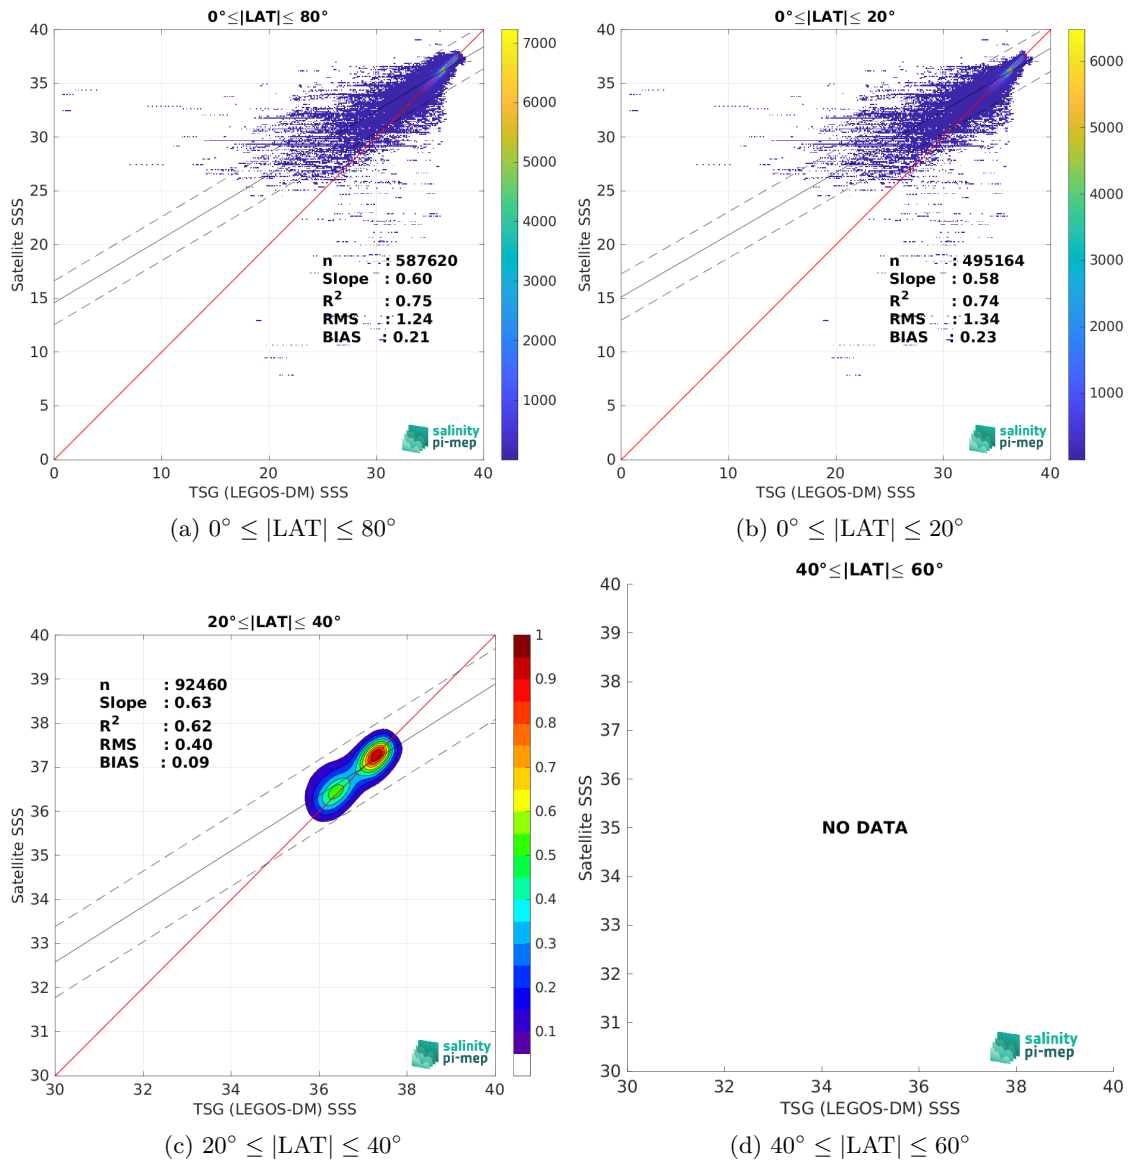 0°≤|LAT|≤ 80°
40
35
30
25
20
15
10
5
0
Satellite SSS
n : 587620
Slope : 0.60
R² : 0.75
RMS : 1.24
BIAS : 0.21
salinity
pi-mep
0 10 20 30 40
TSG (LEGOS-DM) SSS
7000
6000
5000
4000
3000
2000
1000
(a) 0° ≤ |LAT| ≤ 80°
0°≤|LAT|≤ 20°
40
35
30
25
20
15
10
5
0
Satellite SSS
n : 495164
Slope : 0.58
R² : 0.74
RMS : 1.34
BIAS : 0.23
salinity
pi-mep
0 10 20 30 40
TSG (LEGOS-DM) SSS
6000
5000
4000
3000
2000
1000
(b) 0° ≤ |LAT| ≤ 20°
20°≤|LAT|≤ 40°
40
39
38
37
36
35
34
33
32
31
30
Satellite SSS
n : 92460
Slope : 0.63
R² : 0.62
RMS : 0.40
BIAS : 0.09
salinity
pi-mep
30 32 34 36 38 40
TSG (LEGOS-DM) SSS
1
0.9
0.8
0.7
0.6
0.5
0.4
0.3
0.2
0.1
(c) 20° ≤ |LAT| ≤ 40°
40°≤|LAT|≤ 60°
40
39
38
37
36
35
34
33
32
31
30
Satellite SSS
NO DATA
salinity
pi-mep
30 32 34 36 38 40
TSG (LEGOS-DM) SSS
(d) 40° ≤ |LAT| ≤ 60°